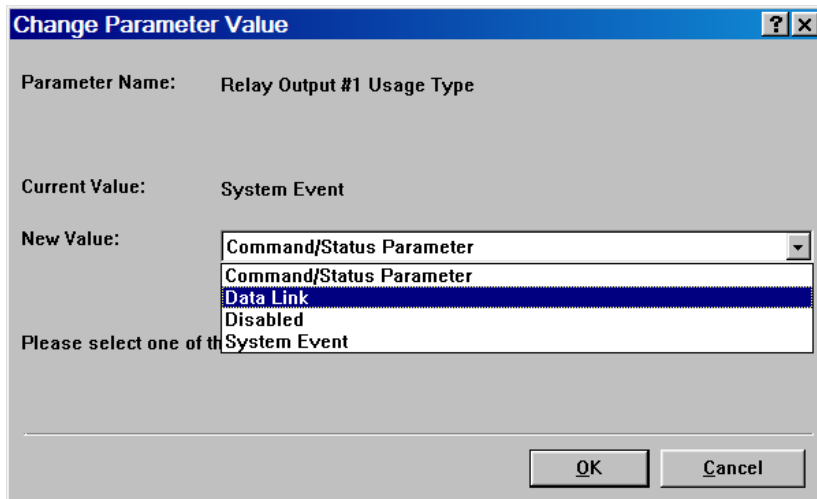 Change Parameter Value
Parameter Name: Relay Output #1 Usage Type
Current Value: System Event
New Value: Command/Status Parameter
Command/Status Parameter
Data Link
Disabled
System Event
Please select one of
OK Cancel